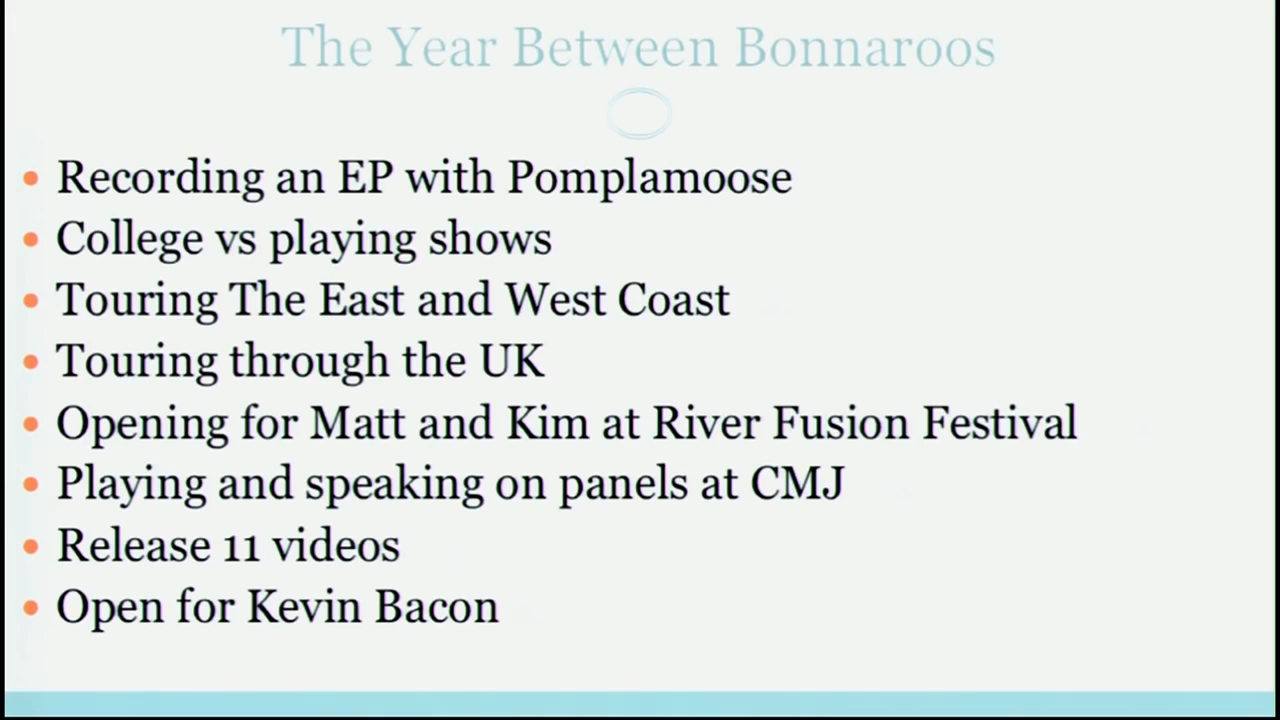 The Year Between Bonnaroos
• Recording an EP with Pomplamoose
• College vs playing shows
• Touring The East and West Coast
• Touring through the UK
• Opening for Matt and Kim at River Fusion Festival
• Playing and speaking on panels at CMJ
• Release 11 videos
• Open for Kevin Bacon